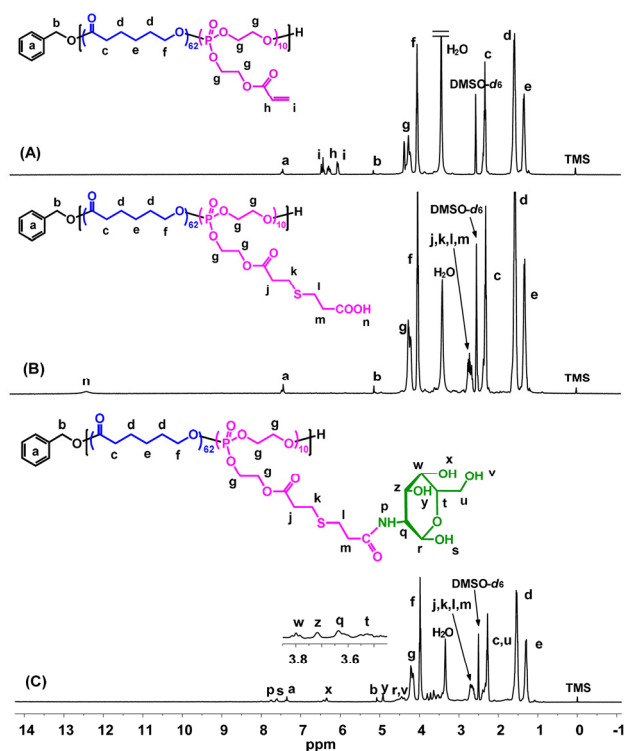 O
O
d d d O g O H
b O 62 P O O 10
a c e f O g
g g
O O
h i
f H2O d
DMSO-d6 c
e
g
(A) a i h i b TMS
O
O
d d d O g O H
b O 62 P O O 10
a c e f O g
g g
O O k
j S l
m COOH
n
d
DMSO-d6
j, k, l, m
f H2O c
e
g
(B) n a b TMS
O
O
d d O g O H
b O 62 P O O 10
a c e f O g
g g
O O k
j S l
m C
O
p NH
x
w OH OH v
z OH t u
y O
q r OH
s
f DMSO-d6 d
j, k, l, m
w z q t H2O c,u
e
3.8 3.6 g
(C) p s a x b y r,v TMS
14 13 12 11 10 9 8 7 6 5 4 3 2 1 0 -1
ppm